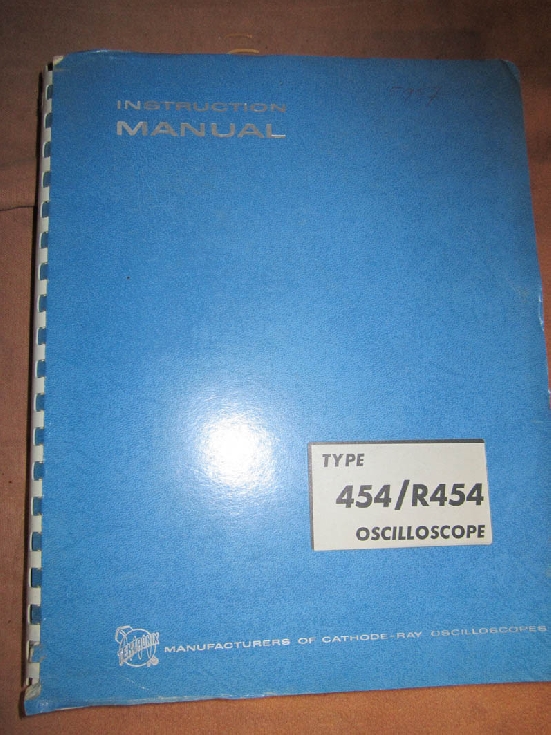 INSTRUCTION
MANUAL
TYPE
454/R454
OSCILLOSCOPE
MANUFACTURERS OF CATHODE-RAY OSCILLOSCOPES